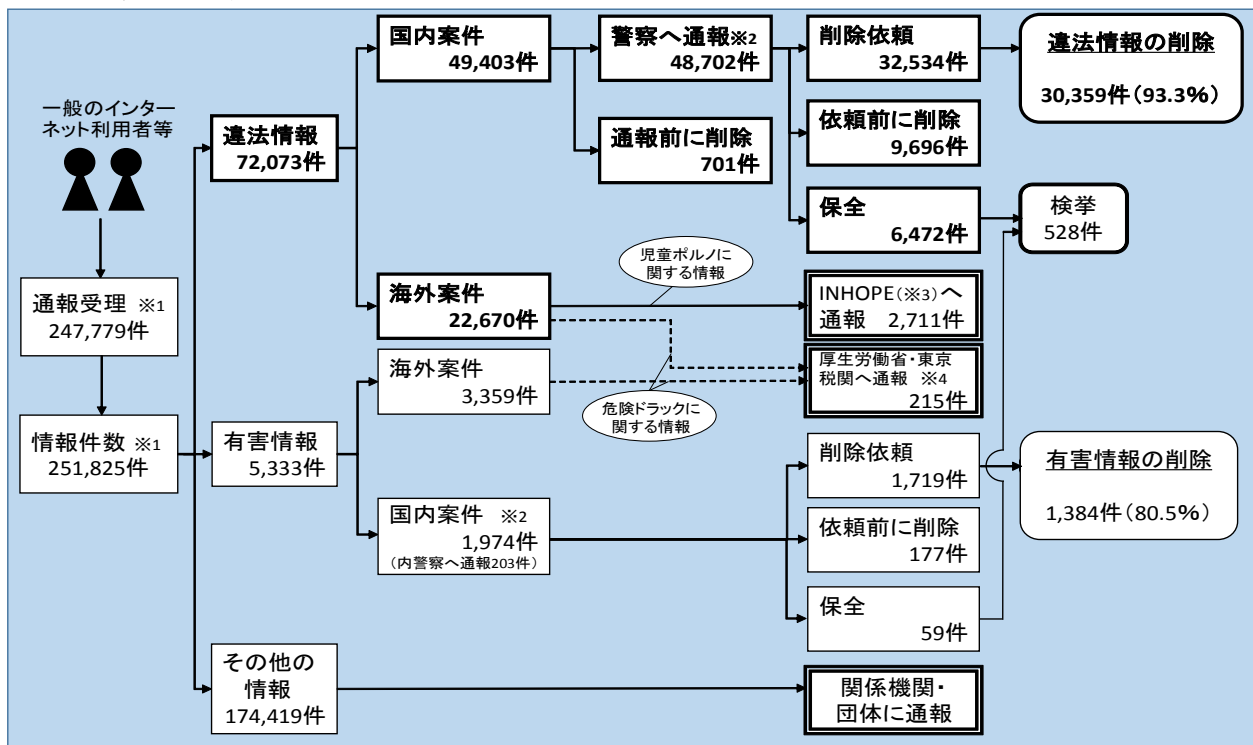 一般のインター
ネット利用者等
通報受理 ※1
247,779件
情報件数 ※1
251,825件
違法情報
72,073件
有害情報
5,333件
その他の
情報
174,419件
国内案件
49,403件
海外案件
22,670件
海外案件
3,359件
国内案件 ※2
1,974件
(内警察へ通報203件)
警察へ通報※2
48,702件
通報前に削除
701件
児童ポルノに
関する情報
危険ドラックに
関する情報
削除依頼
32,534件
依頼前に削除
9,696件
保全
6,472件
INHOPE(※3)へ
通報 2,711件
厚生労働省・東京
税関へ通報 ※4
215件
削除依頼
1,719件
依頼前に削除
177件
保全
59件
関係機関・
団体に通報
違法情報の削除
30,359件(93.3%)
検挙
528件
有害情報の削除
1,384件(80.5%)